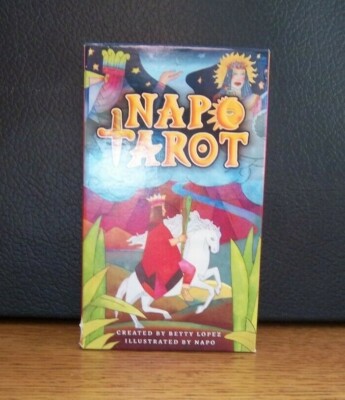 NAPO
TAROT
CREATED BY BETTY LOPEZ
ILLUSTRATED BY NAPO